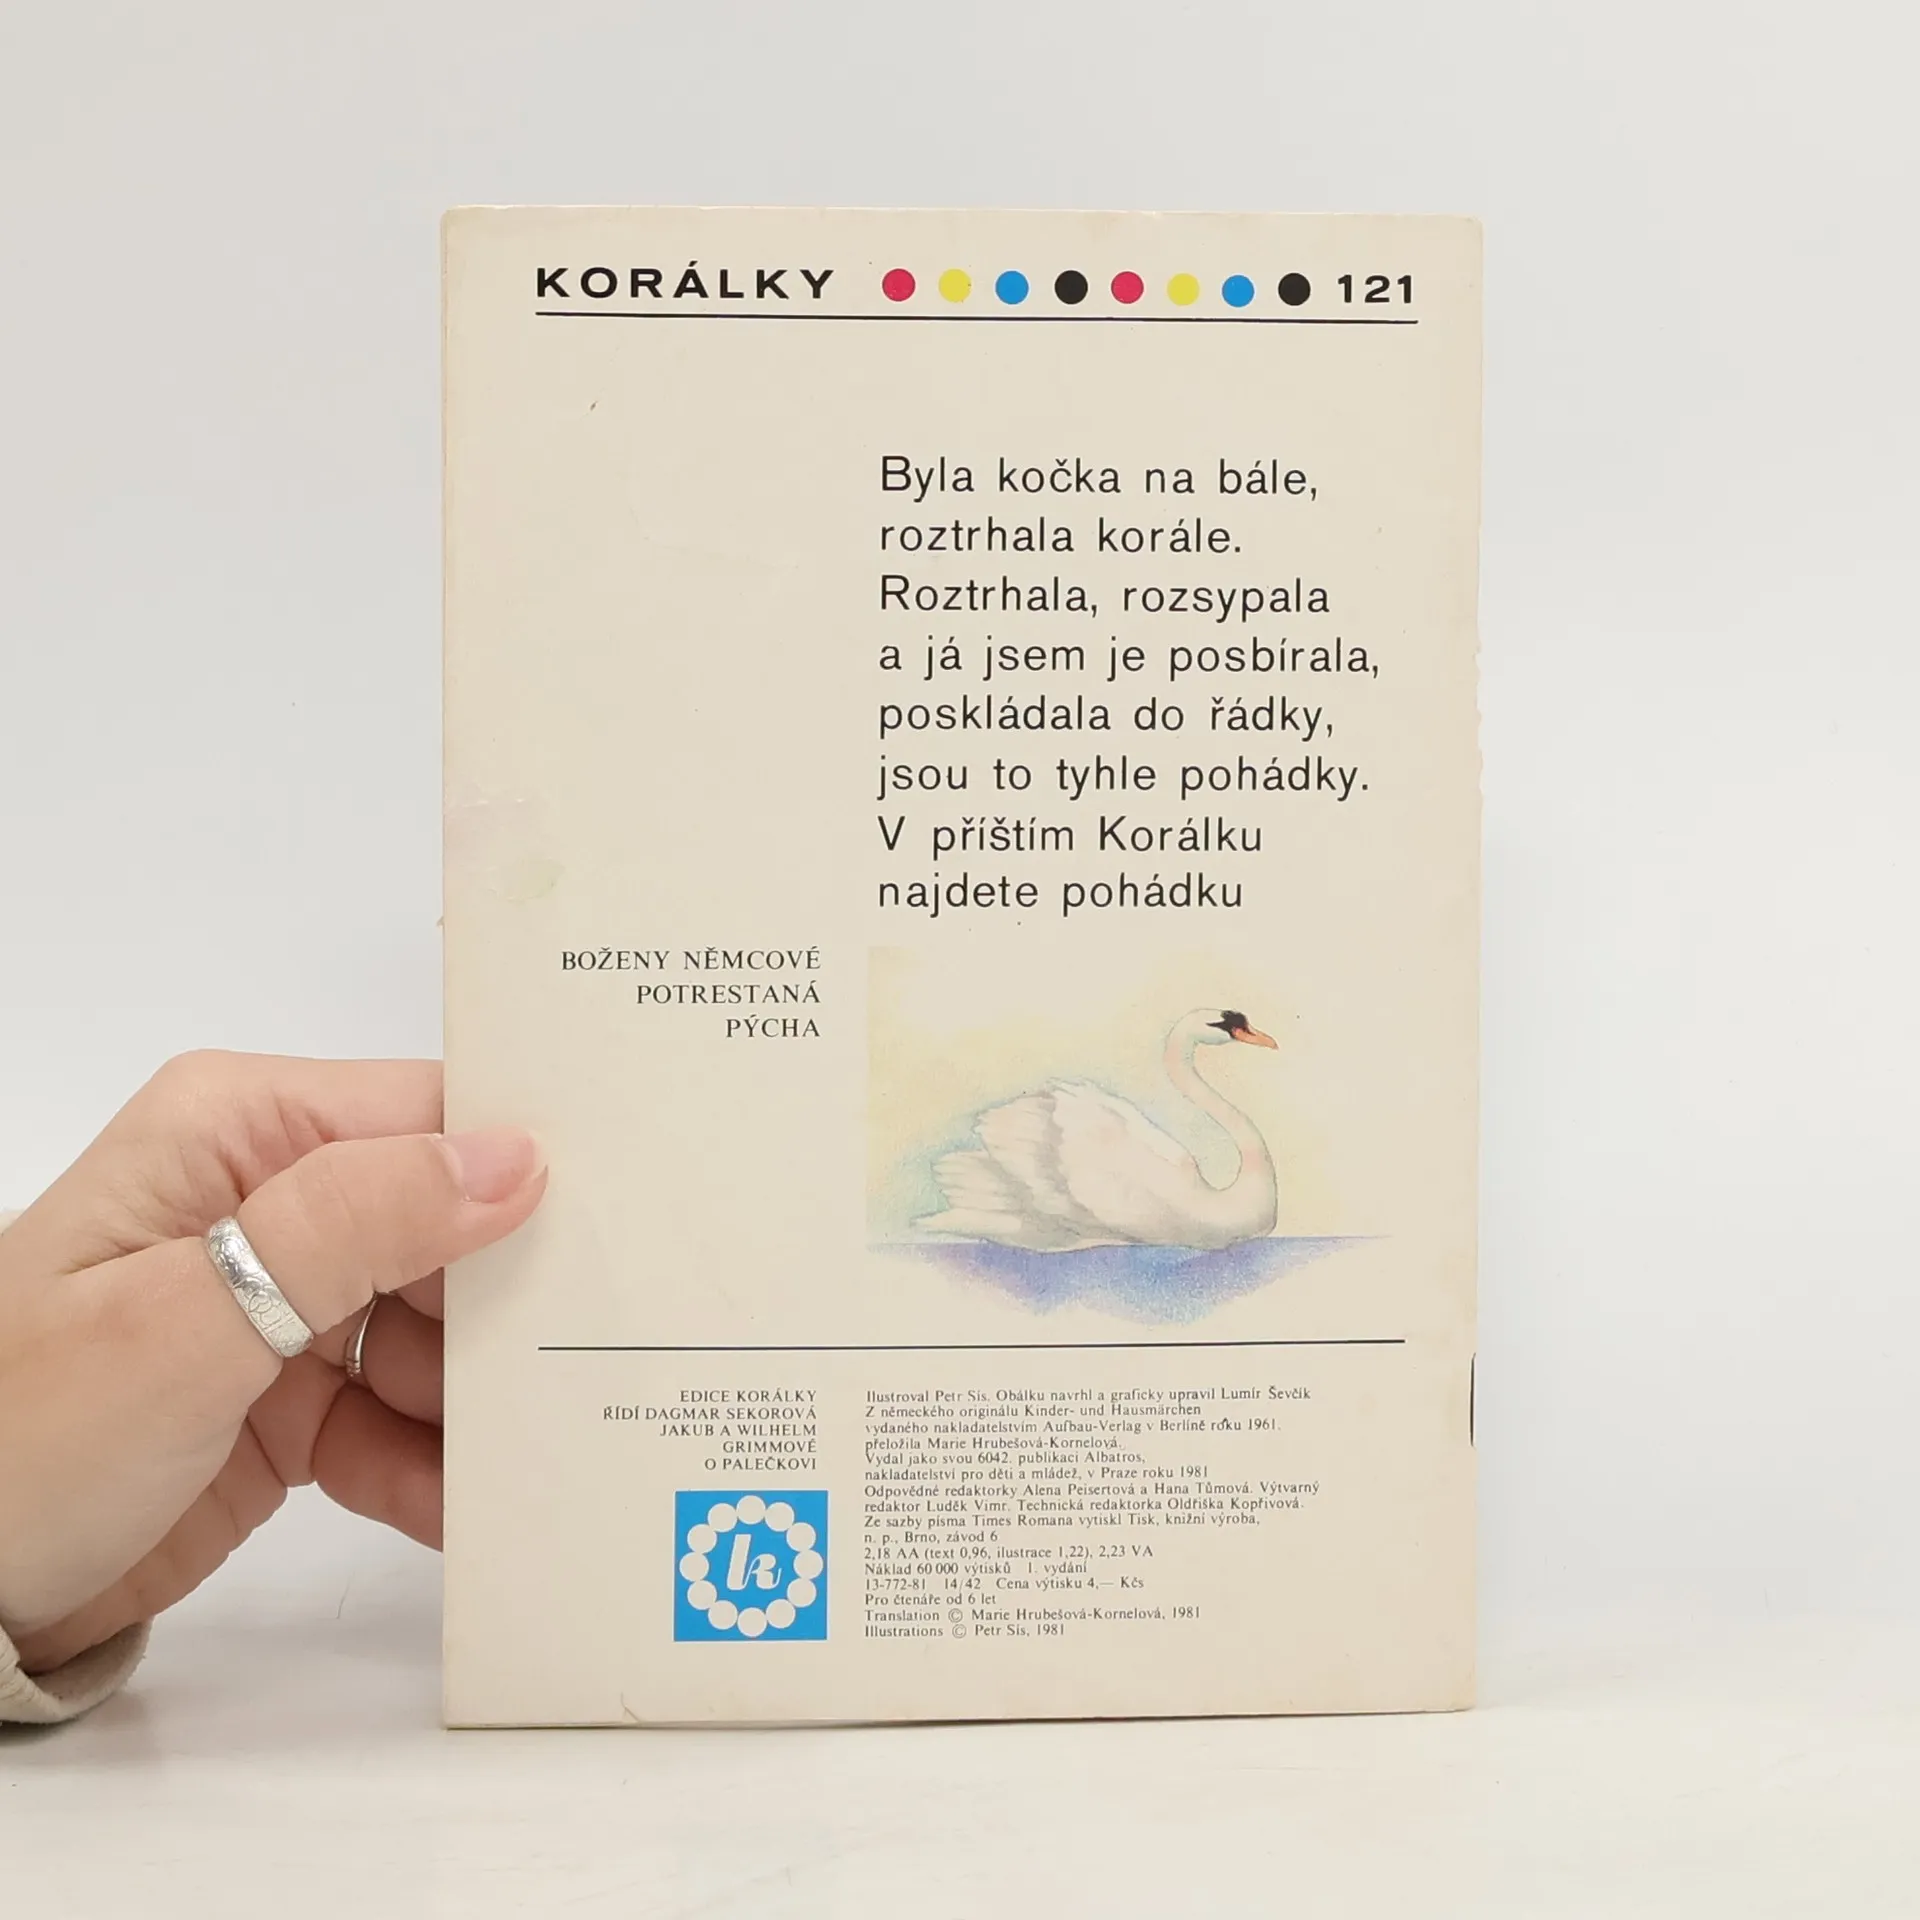 KORÁLKY 121
Byla kočka na bále,
roztrhala korále.
Roztrhala, rozsypala
a já jsem je posbírala,
poskládala do řádky,
jsou to tyhle pohádky.
V příštím Korálku
najdete pohádku
BOŽENY NĚMCOVÉ
POTRESTANÁ
PÝCHA
EDICE KORÁLKY
ŘÍDÍ DAGMAR SEKOROVÁ
JAKUB A WILHELM
GRIMMOVÉ
O PALEČKOVI
k
Ilustroval Petr Sís. Obálku navrhl a graficky upravil Lumír Ševčík
Z německého originálu Kinder- und Hausmärchen
vydaného nakladatelstvím Aufbau-Verlag v Berlíně roku 1961.
přeložila Marie Hrubešová-Kornelová.
Vydal jako svou 6042. publikaci Albatros,
nakladatelství pro děti a mládež, v Praze roku 1981
Odpovědné redaktorky Alena Peisertová a Hana Tůmová. Výtvarný
redaktor Luděk Vimr. Technická redaktorka Oldřiška Kopřivová.
Ze sazby písma Times Romana vytiskl Tisk, knižní výroba,
n. p., Brno, závod 6
2,18 AA (text 0,96, ilustrace 1,22), 2,23 VA
Náklad 60 000 výtisků 1. vydání
13-772-81 14/42 Cena výtisku 4,— Kčs
Pro čtenáře od 6 let
Translation © Marie Hrubešová-Kornelová, 1981
Illustrations © Petr Sís, 1981